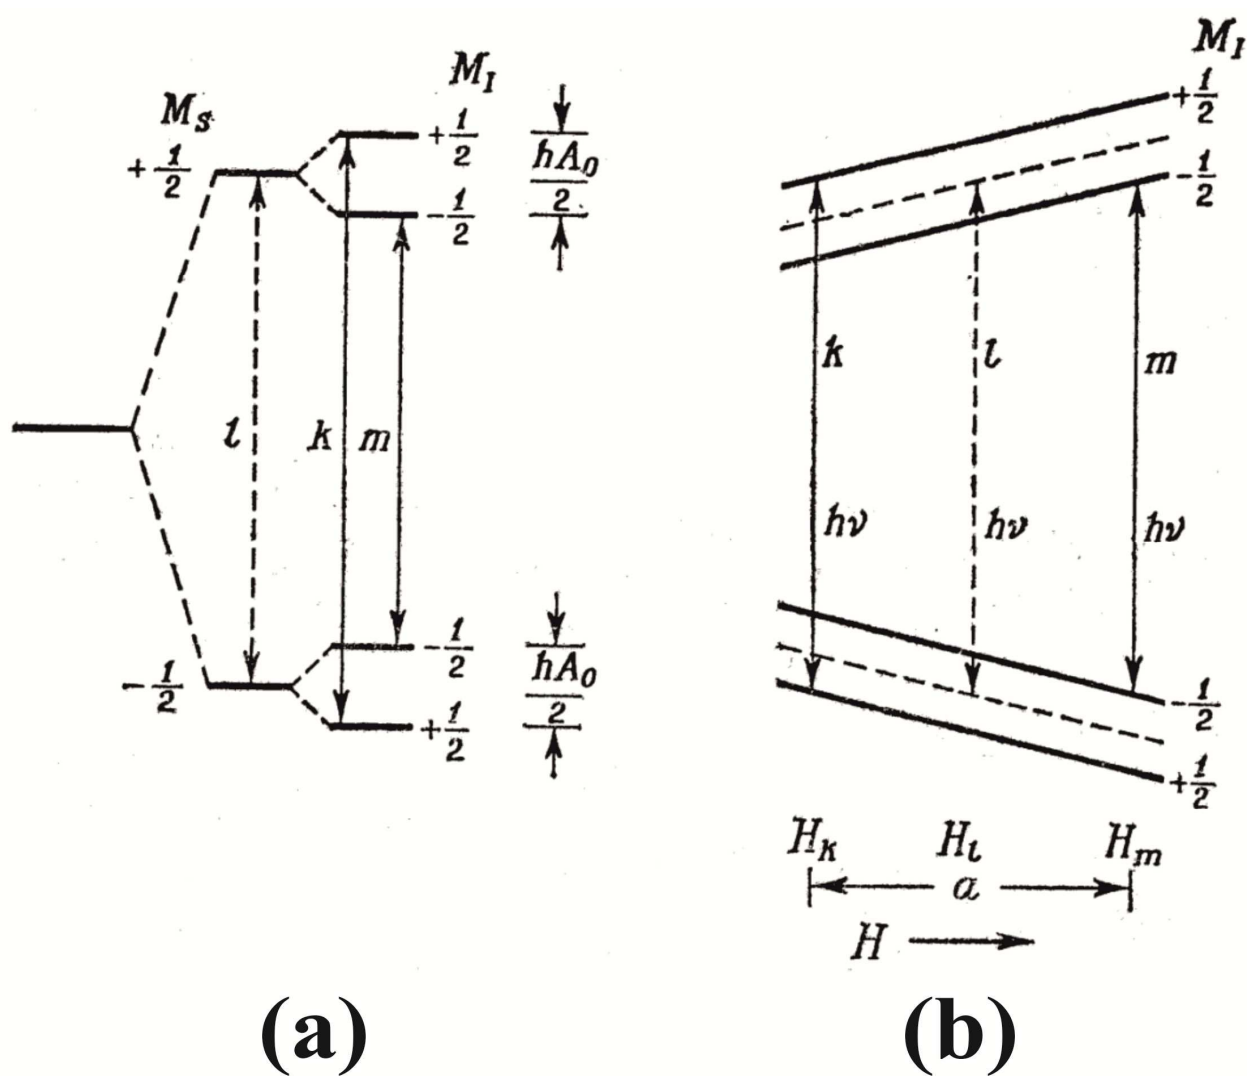 M_I
M_S
+1/2
+1/2
hA_0/2
-1/2
l
k
m
-1/2
hA_0/2
-1/2
+1/2
(a)
M_I
+1/2
-1/2
k
l
m
hν
hν
hν
-1/2
+1/2
H_k
H_l
H_m
a
H
(b)